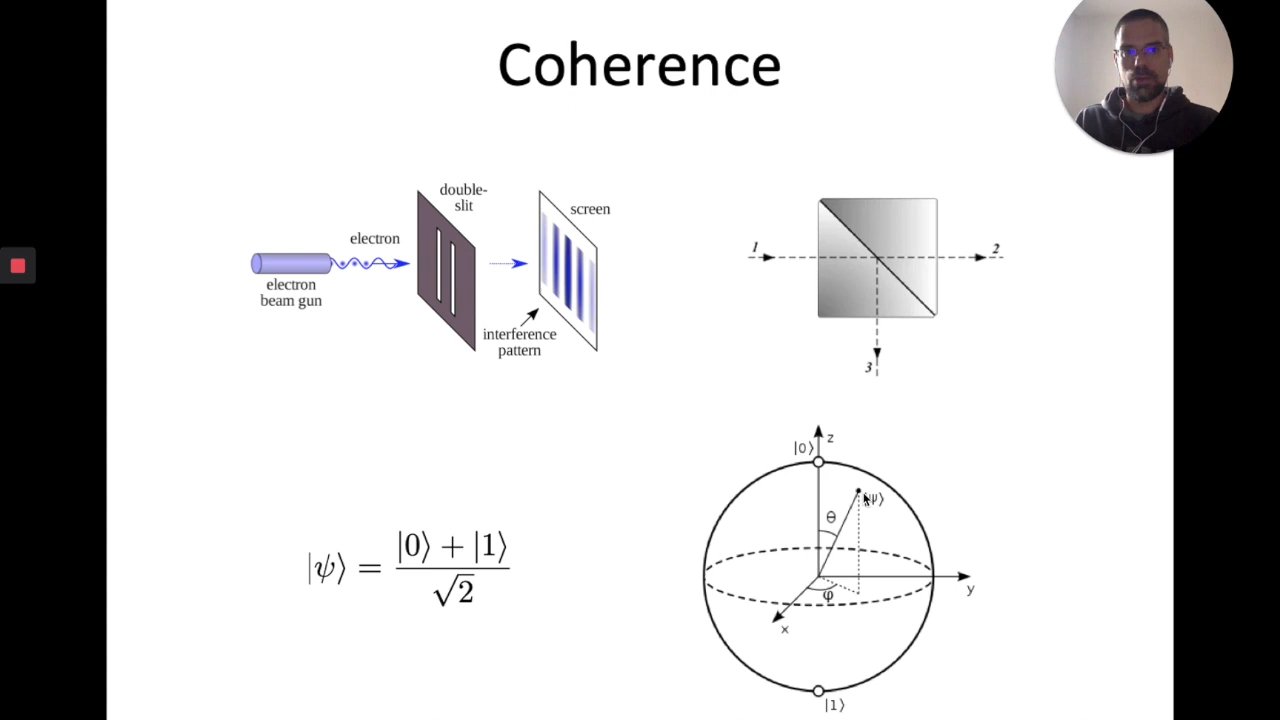 Coherence
double-
slit
screen
electron
electron
beam gun
interference
pattern
1
2
3
|ψ⟩ = (|0⟩ + |1⟩)/√2
|0⟩
z
|ψ⟩
θ
φ
y
x
|1⟩